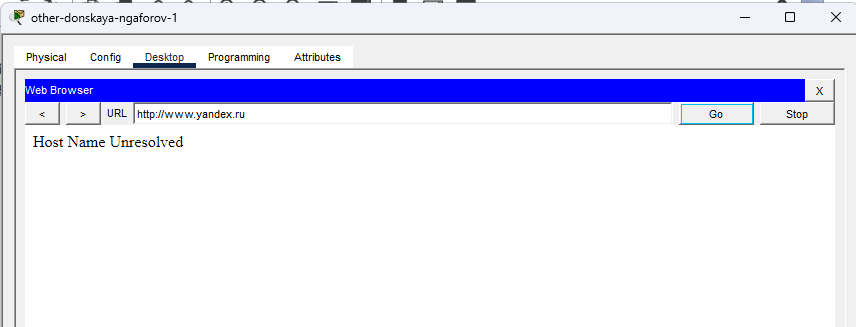 other-donskaya-ngaforov-1
Physical Config Desktop Programming Attributes
Web Browser X
< > URL http://www.yandex.ru Go Stop
Host Name Unresolved